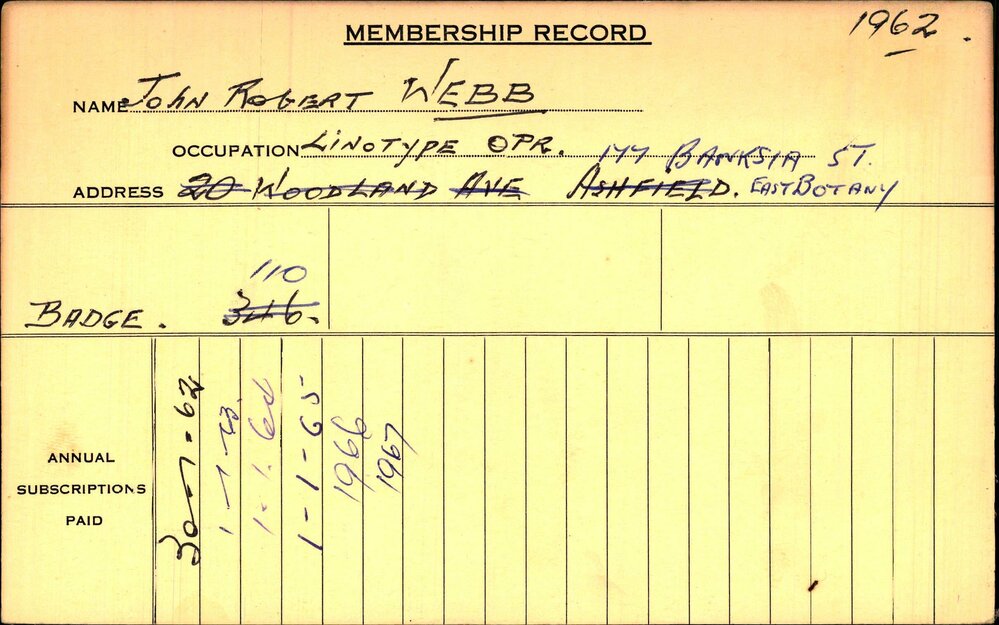 1962.
MEMBERSHIP RECORD
NAME John Robert WEBB
OCCUPATION LINOTYPE OPR.
177 BANKSIA ST.
ADDRESS 20 WOODLAND AVE ASHFIELD. EAST BOTANY
110
BADGE. 346.
ANNUAL
SUBSCRIPTIONS
PAID
30-7-62
1-7-63.
1-1.64
1-1-65
1966
1967